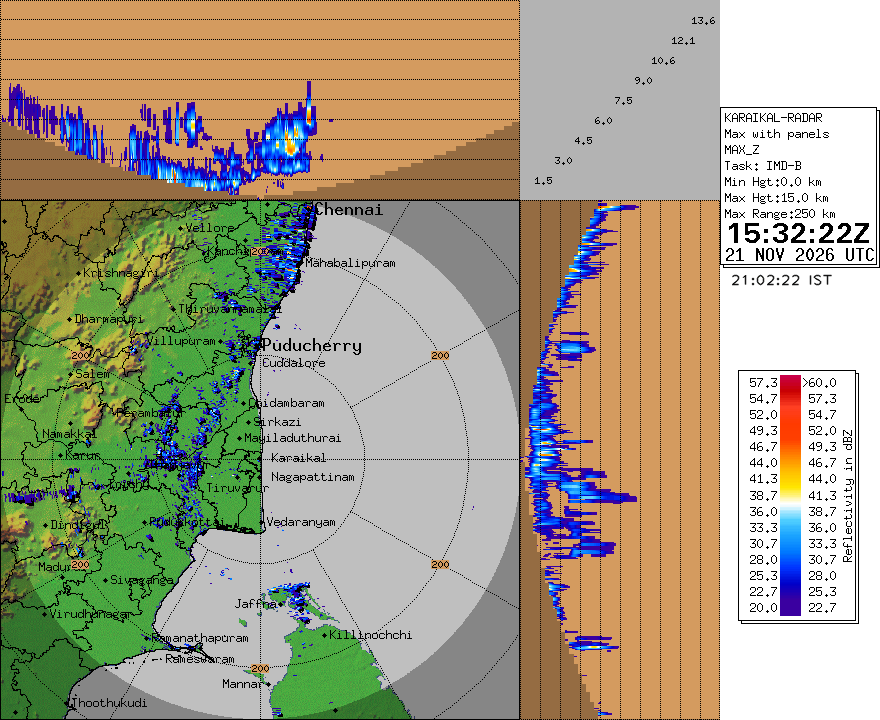 13.6
12.1
10.6
9.0
7.5
6.0
4.5
3.0
1.5
KARAIKAL-RADAR
Max with panels
MAX_Z
Task: IMD-B
Min Hgt:0.0 km
Max Hgt:15.0 km
Max Range:250 km
15:32:22Z
21 NOV 2026 UTC
21:02:22 IST
Chennai
Vellore
Kanchi
200
Mahabalipuram
Krishnagiri
Thiruvannamalai
Dharmapuri
Villupuram
Puducherry
200
200
Cuddalore
Salem
Erode
Chidambaram
Perambalur
Sirkazi
Namakkal
Mayiladuthurai
Karur
Karaikal
Nagapattinam
Tiruvarur
Pudukottai
Vedaranyam
Dindigul
200
200
Madurai
Sivaganga
Jaffna
Virudhunagar
Ramanathapuram
Killinochchi
Rameswaram
200
Mannar
Thoothukudi
57.3 >60.0
54.7 57.3
52.0 54.7
49.3 52.0
46.7 49.3
44.0 46.7
41.3 44.0
38.7 41.3
36.0 38.7
33.3 36.0
30.7 33.3
28.0 30.7
25.3 28.0
22.7 25.3
20.0 22.7
Reflectivity in dBZ